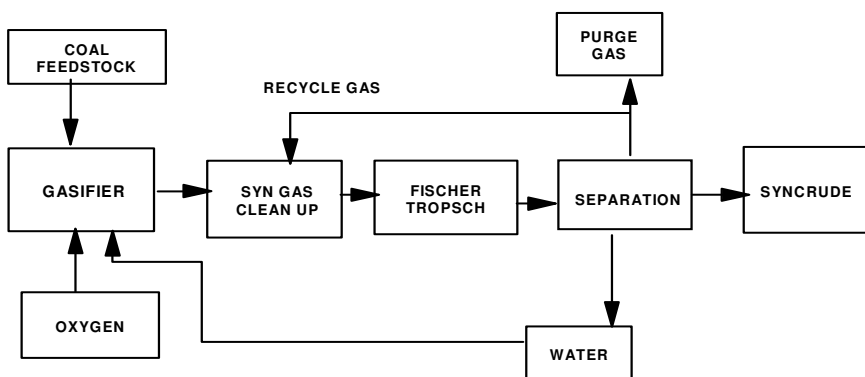 COAL
FEEDSTOCK
PURGE
GAS
RECYCLE GAS
GASIFIER
SYN GAS
CLEAN UP
FISCHER
TROPSCH
SEPARATION
SYNCRUDE
OXYGEN
WATER